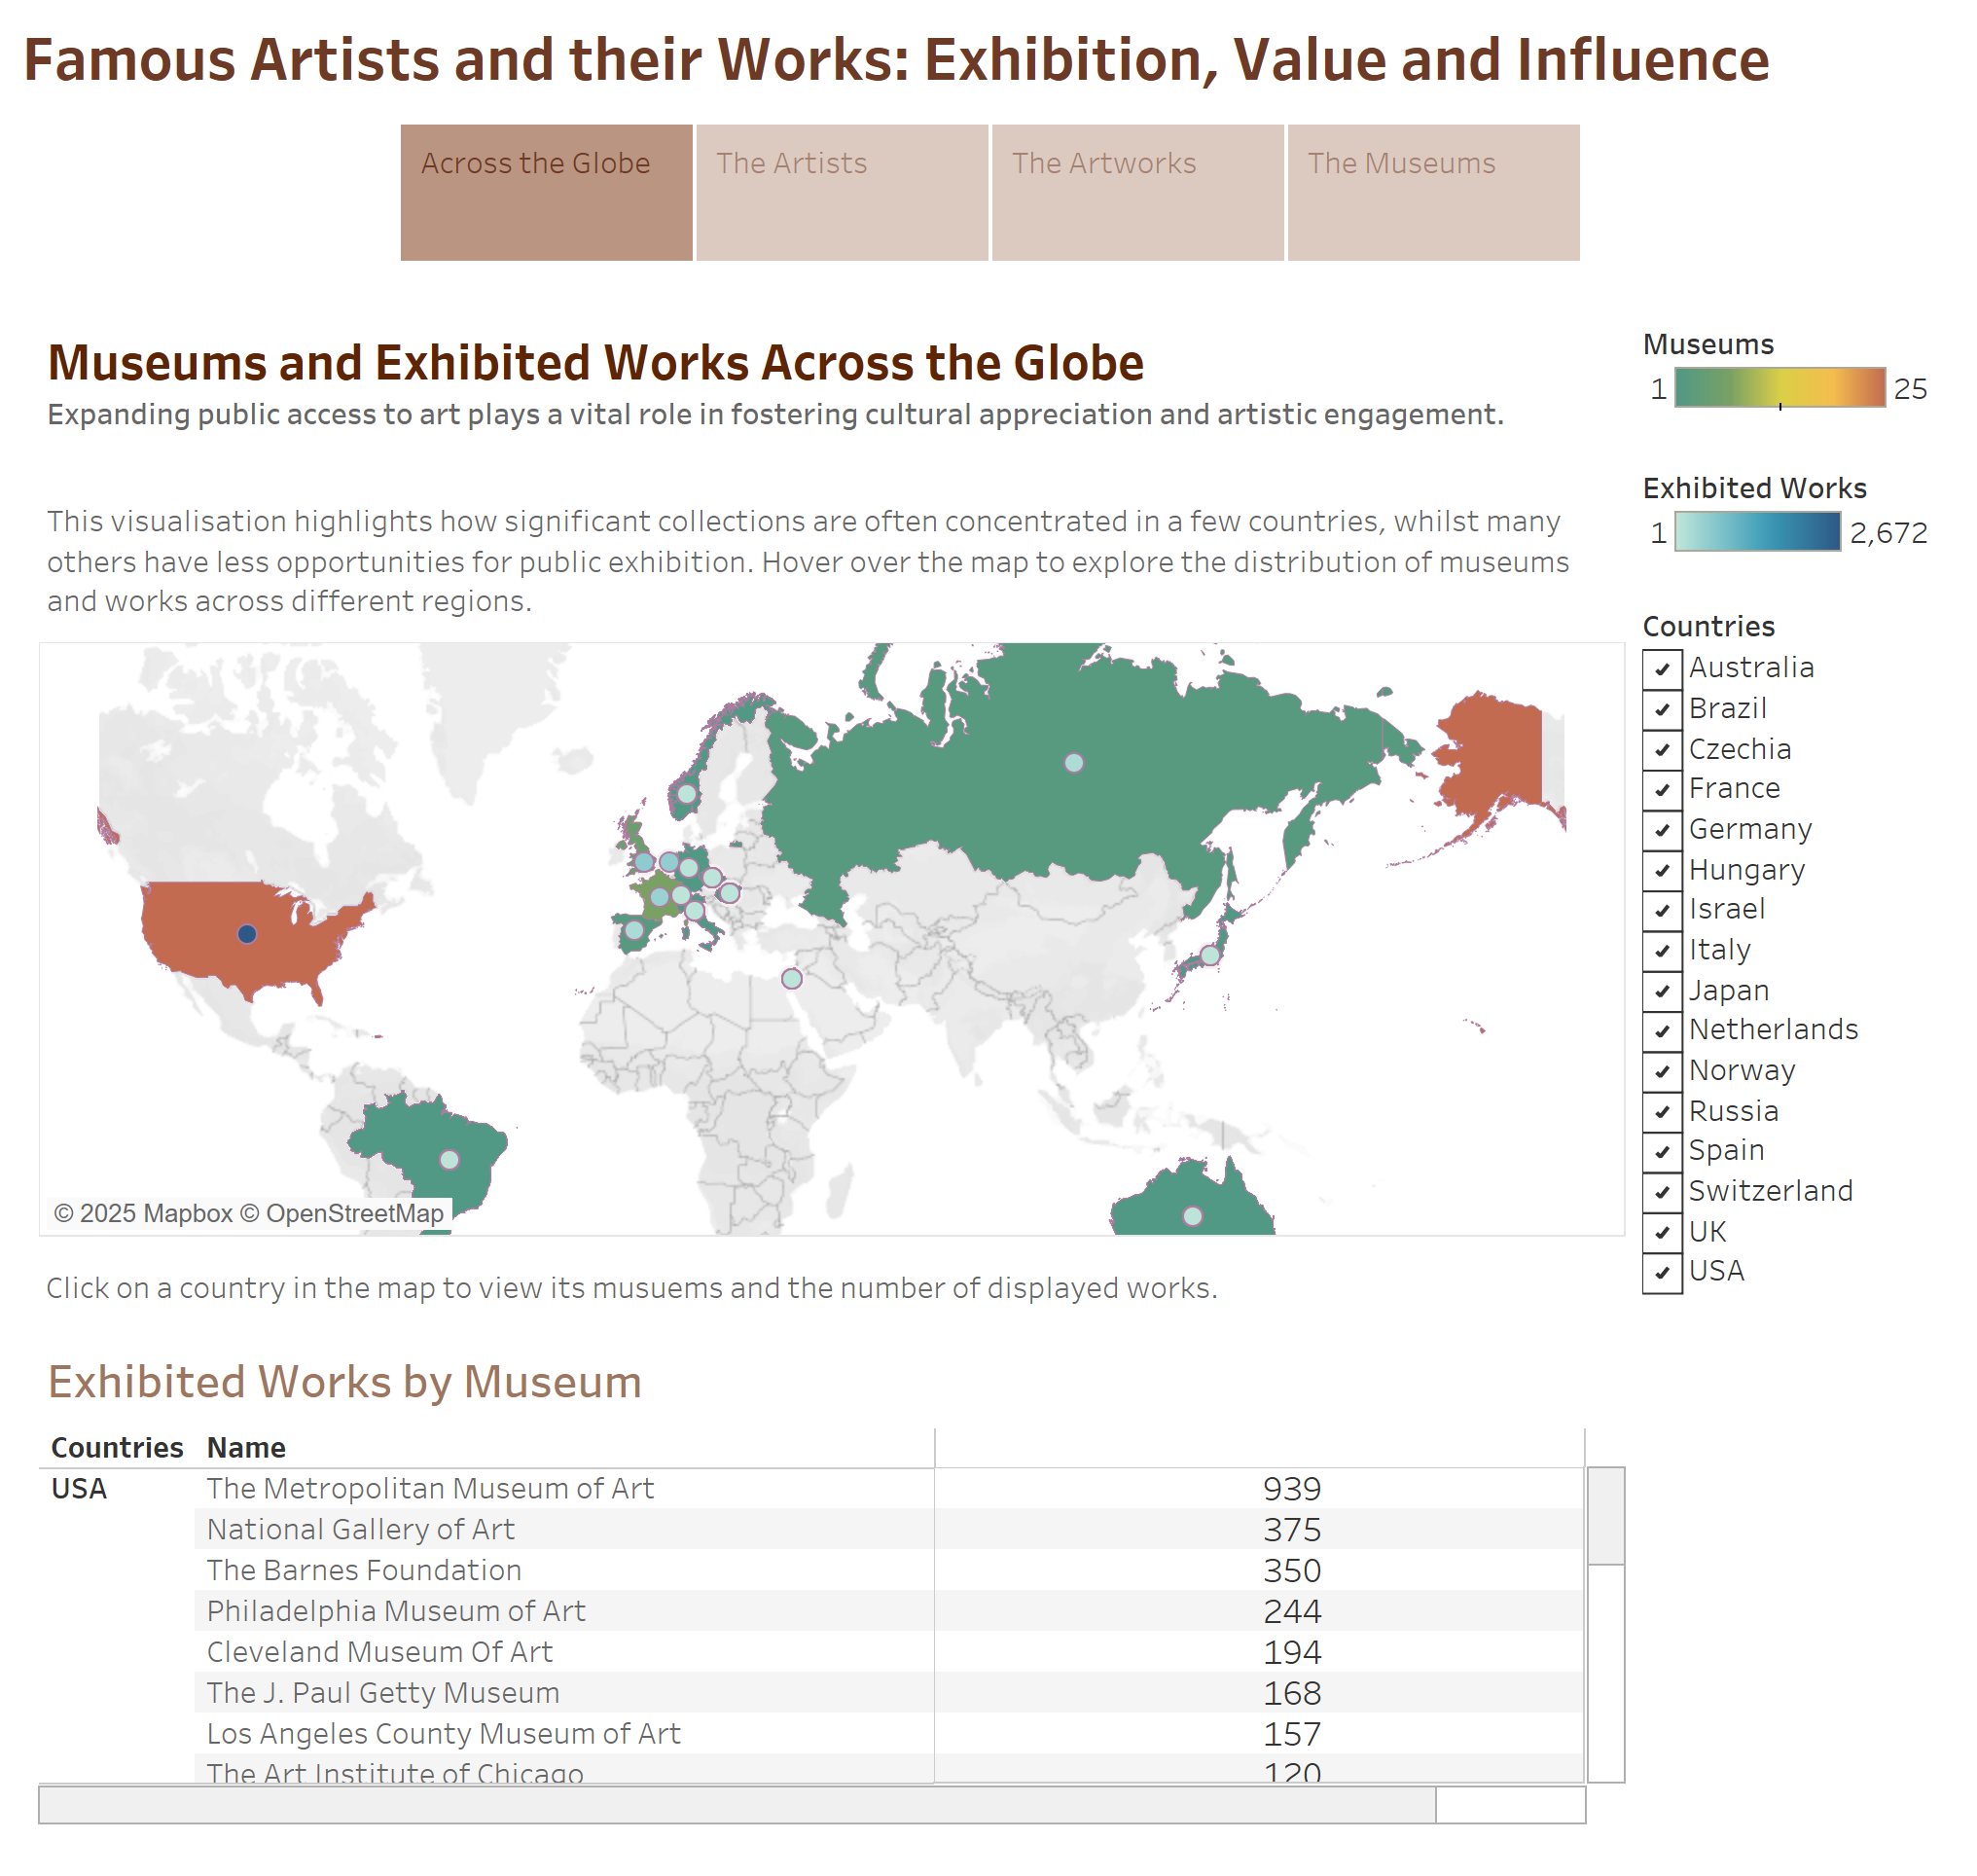 Famous Artists and their Works: Exhibition, Value and Influence
Across the Globe
The Artists
The Artworks
The Museums
Museums and Exhibited Works Across the Globe
Expanding public access to art plays a vital role in fostering cultural appreciation and artistic engagement.
This visualisation highlights how significant collections are often concentrated in a few countries, whilst many
others have less opportunities for public exhibition. Hover over the map to explore the distribution of museums
and works across different regions.
Museums
1 25
Exhibited Works
1 2,672
Countries
Australia
Brazil
Czechia
France
Germany
Hungary
Israel
Italy
Japan
Netherlands
Norway
Russia
Spain
Switzerland
UK
USA
© 2025 Mapbox © OpenStreetMap
Click on a country in the map to view its musuems and the number of displayed works.
Exhibited Works by Museum
Countries Name
USA The Metropolitan Museum of Art 939
National Gallery of Art 375
The Barnes Foundation 350
Philadelphia Museum of Art 244
Cleveland Museum Of Art 194
The J. Paul Getty Museum 168
Los Angeles County Museum of Art 157
The Art Institute of Chicago 120